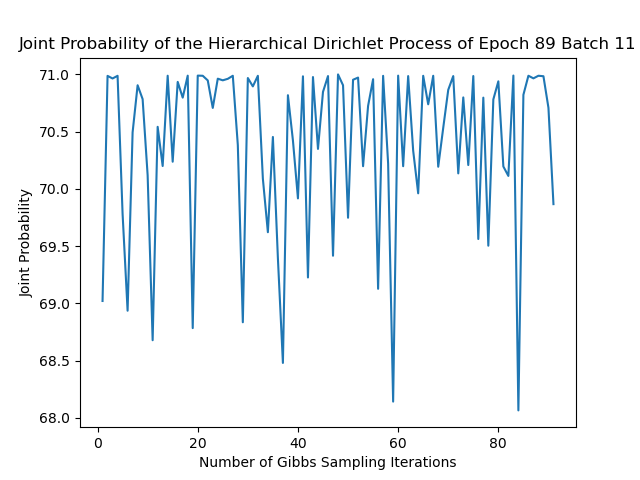 Joint Probability of the Hierarchical Dirichlet Process of Epoch 89 Batch 11
71.0
70.5
70.0
69.5
69.0
68.5
68.0
Joint Probability
0 20 40 60 80
Number of Gibbs Sampling Iterations